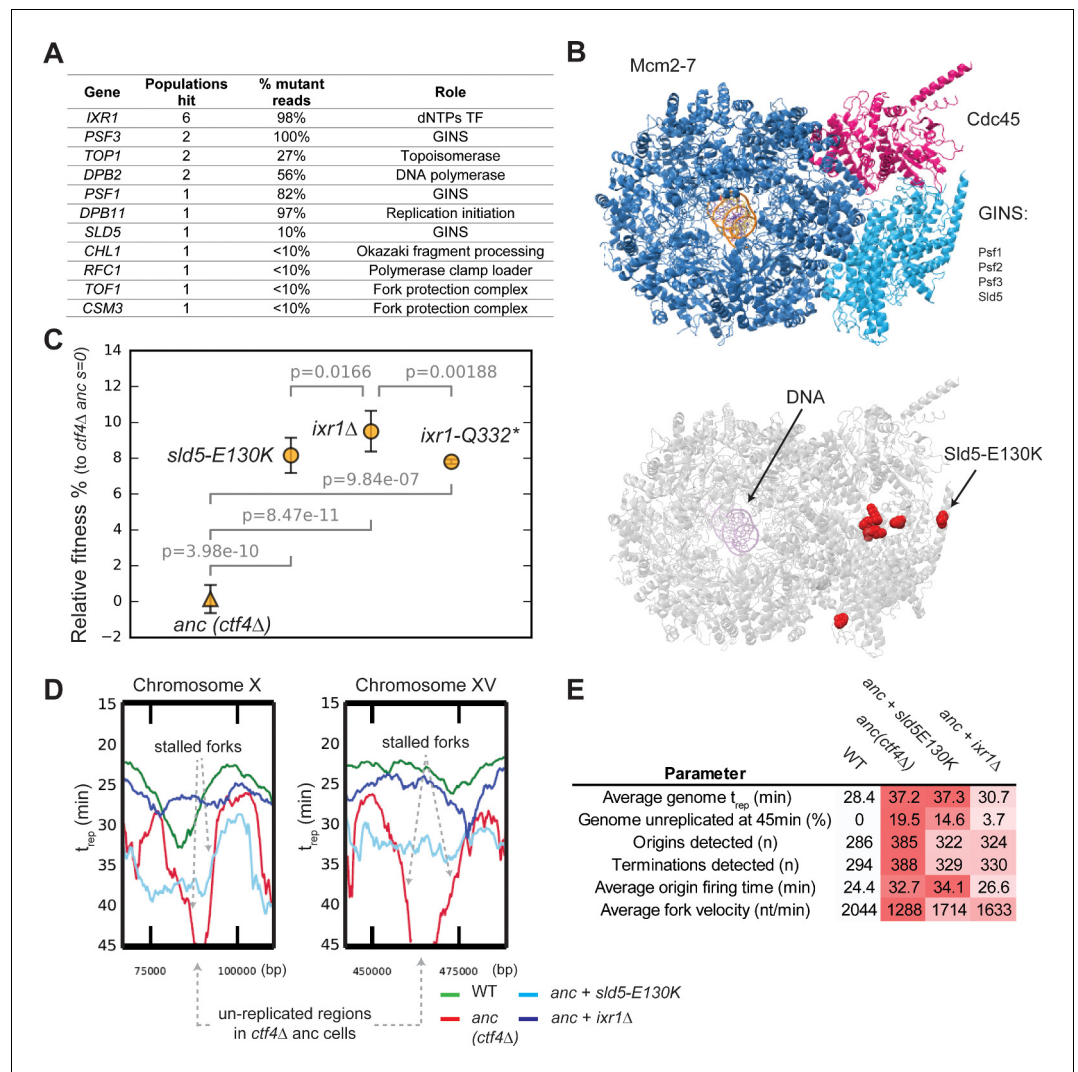 A
Gene Populations hit % mutant reads Role
IXR1 6 98% dNTPs TF
PSF3 2 100% GINS
TOP1 2 27% Topoisomerase
DPB2 2 56% DNA polymerase
PSF1 1 82% GINS
DPB11 1 97% Replication initiation
SLD5 1 10% GINS
CHL1 1 <10% Okazaki fragment processing
RFC1 1 <10% Polymerase clamp loader
TOF1 1 <10% Fork protection complex
CSM3 1 <10% Fork protection complex
B
Mcm2-7
Cdc45
GINS:
Psf1
Psf2
Psf3
Sld5
DNA
Sld5-E130K
C
Relative fitness % (to ctf4Δ anc s=0)
14
12
10
8
6
4
2
0
−2
p=0.0166
p=0.00188
ixr1Δ
ixr1-Q332*
sld5-E130K
p=9.84e-07
p=8.47e-11
p=3.98e-10
anc (ctf4Δ)
D
Chromosome X
Chromosome XV
trep (min)
15
20
25
30
35
40
45
stalled forks
75000 100000 (bp)
trep (min)
15
20
25
30
35
40
45
stalled forks
450000 475000 (bp)
un-replicated regions
in ctf4Δ anc cells
WT
anc
(ctf4Δ)
anc + sld5-E130K
anc + ixr1Δ
E
Parameter WT anc(ctf4Δ) anc + sld5E130K anc + ixr1Δ
Average genome trep (min) 28.4 37.2 37.3 30.7
Genome unreplicated at 45min (%) 0 19.5 14.6 3.7
Origins detected (n) 286 385 322 324
Terminations detected (n) 294 388 329 330
Average origin firing time (min) 24.4 32.7 34.1 26.6
Average fork velocity (nt/min) 2044 1288 1714 1633